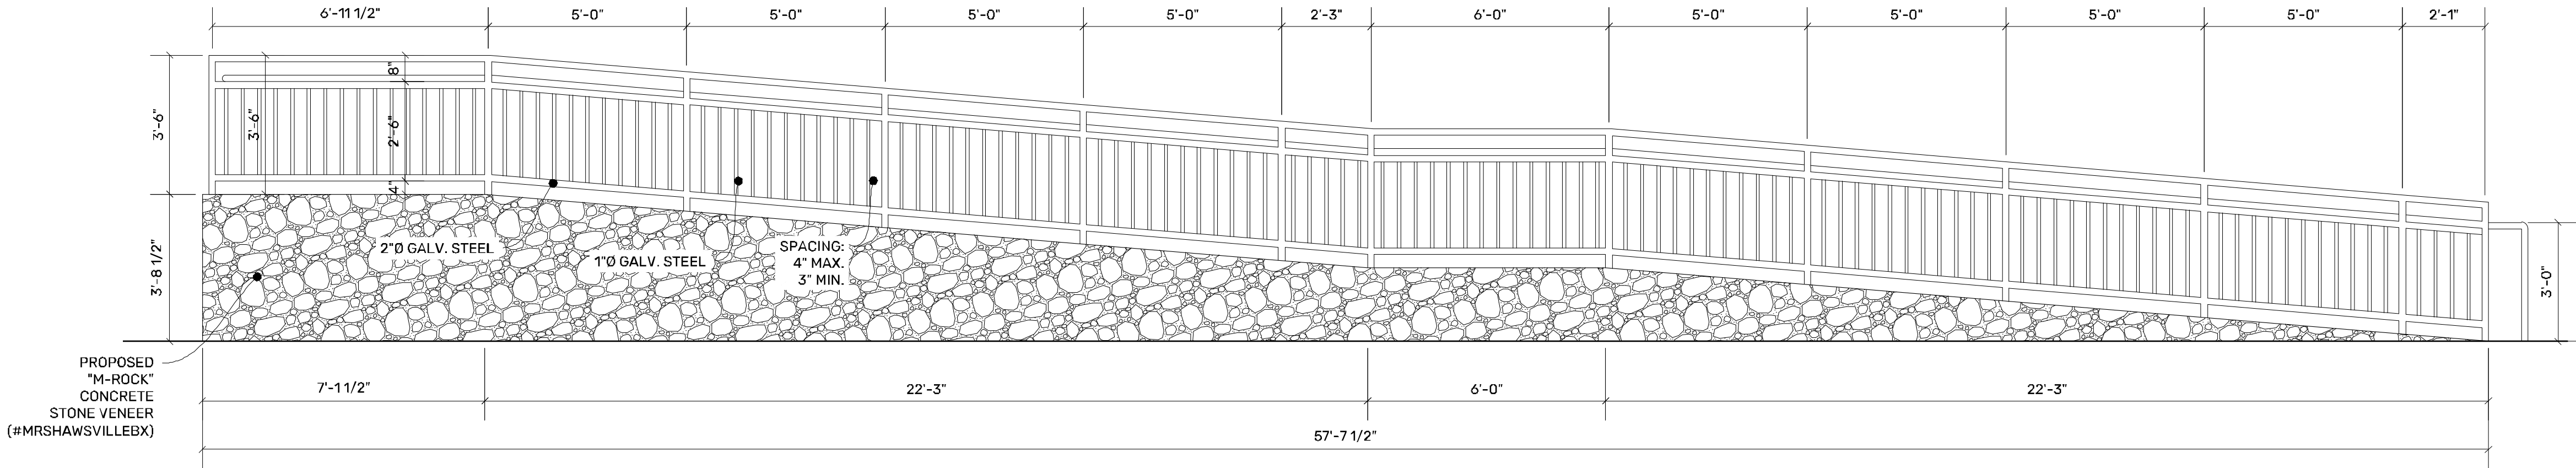 6'-11 1/2"
5'-0"
5'-0"
5'-0"
5'-0"
2'-3"
6'-0"
5'-0"
5'-0"
5'-0"
5'-0"
2'-1"
3'-6"
3'-6"
8"
2'-6"
4"
3'-8 1/2"
3'-0"
2"Ø GALV. STEEL
1"Ø GALV. STEEL
SPACING:
4" MAX.
3" MIN.
PROPOSED
"M-ROCK"
CONCRETE
STONE VENEER
(#MRSHAWSVILLEBX)
7'-1 1/2"
22'-3"
6'-0"
22'-3"
57'-7 1/2"